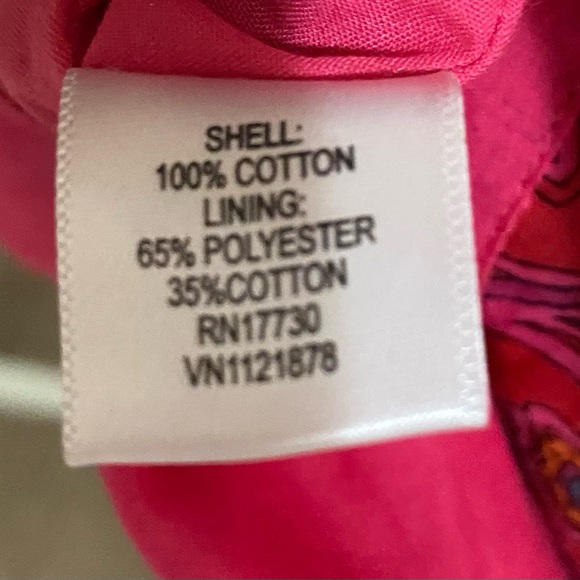 SHELL:
100% COTTON
LINING:
65% POLYESTER
35%COTTON
RN17730
VN1121878